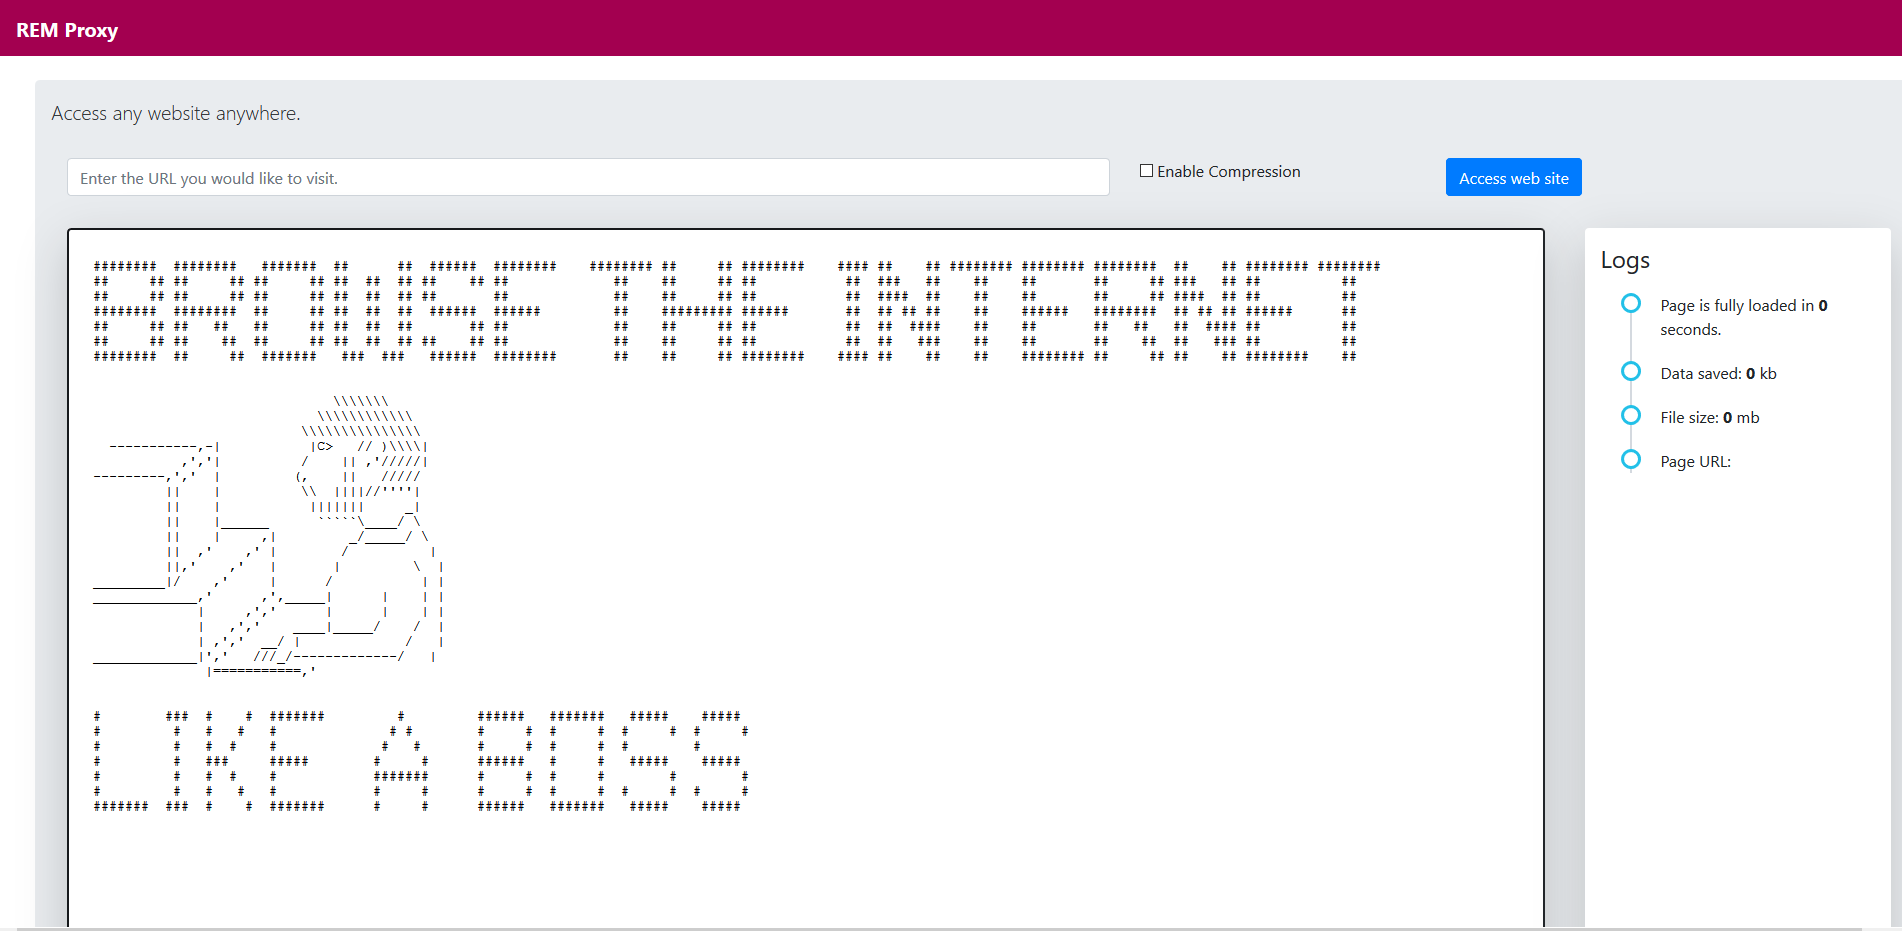 REM Proxy
Access any website anywhere.
Enter the URL you would like to visit.
Enable Compression
Access web site
BROWSE THE INTERNET
LIKE A BOSS
Logs
Page is fully loaded in 0
seconds.
Data saved: 0 kb
File size: 0 mb
Page URL: